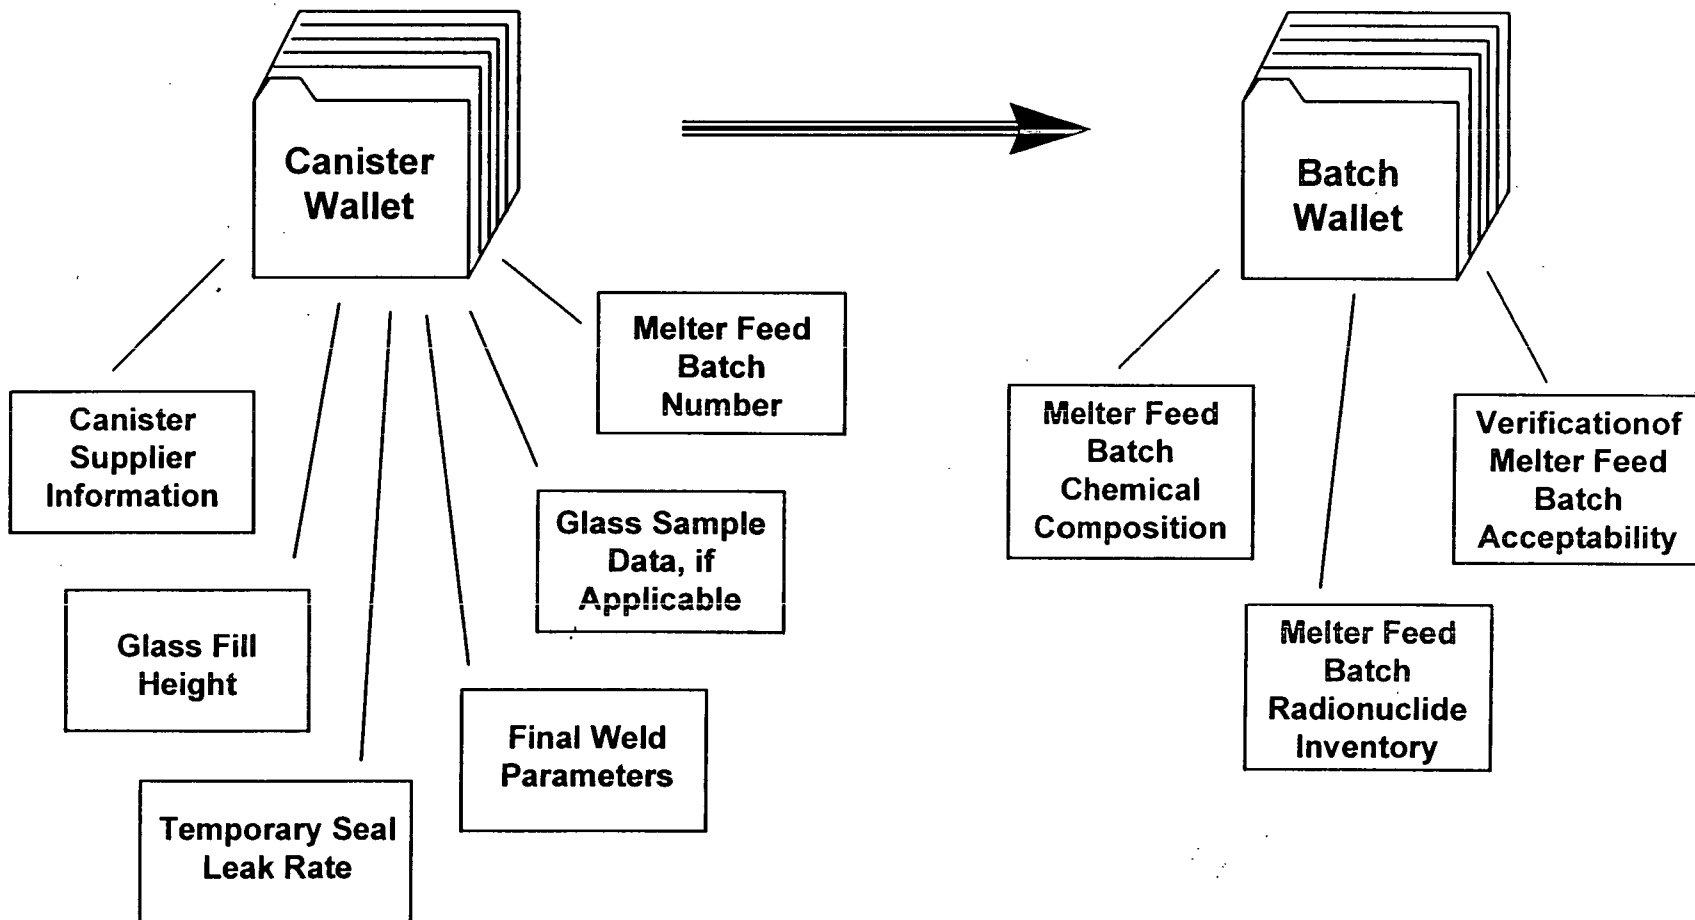 Canister
Wallet
Batch
Wallet
Melter Feed
Batch
Number
Canister
Supplier
Information
Glass Sample
Data, if
Applicable
Glass Fill
Height
Final Weld
Parameters
Temporary Seal
Leak Rate
Melter Feed
Batch
Chemical
Composition
Verificationof
Melter Feed
Batch
Acceptability
Melter Feed
Batch
Radionuclide
Inventory